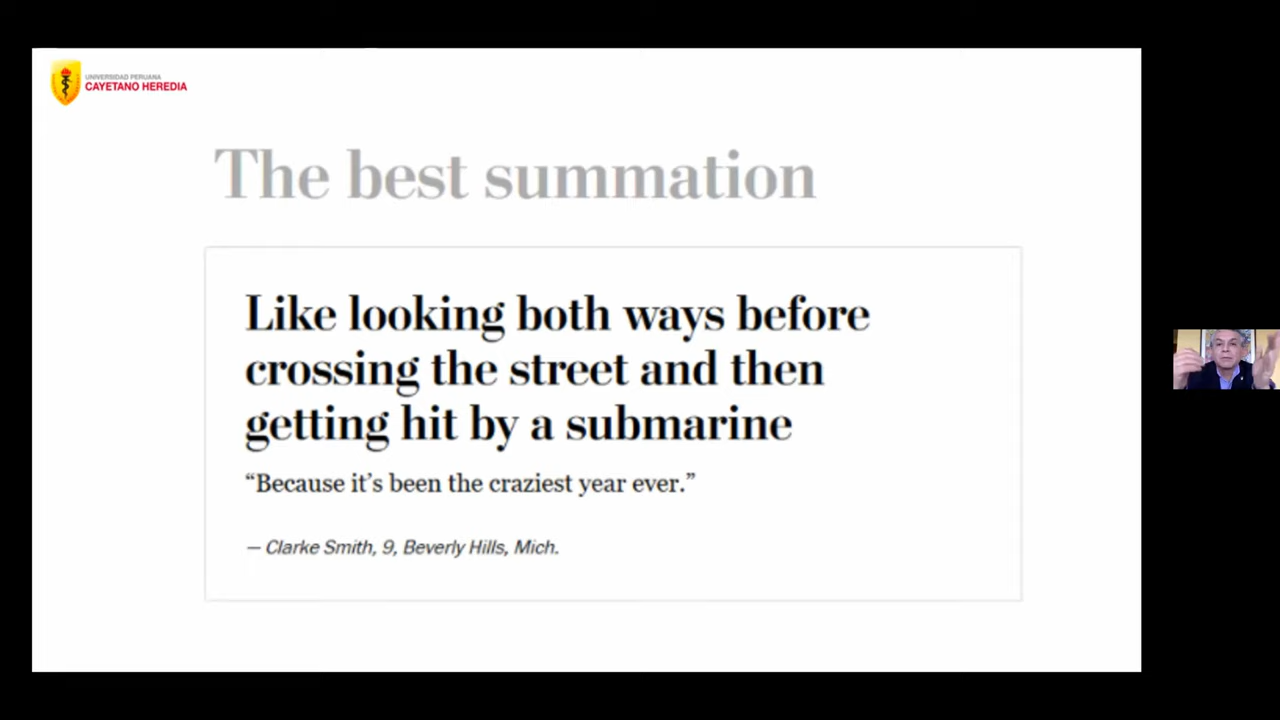 UNIVERSIDAD PERUANA
CAYETANO HEREDIA
The best summation
Like looking both ways before
crossing the street and then
getting hit by a submarine
“Because it’s been the craziest year ever.”
— Clarke Smith, 9, Beverly Hills, Mich.